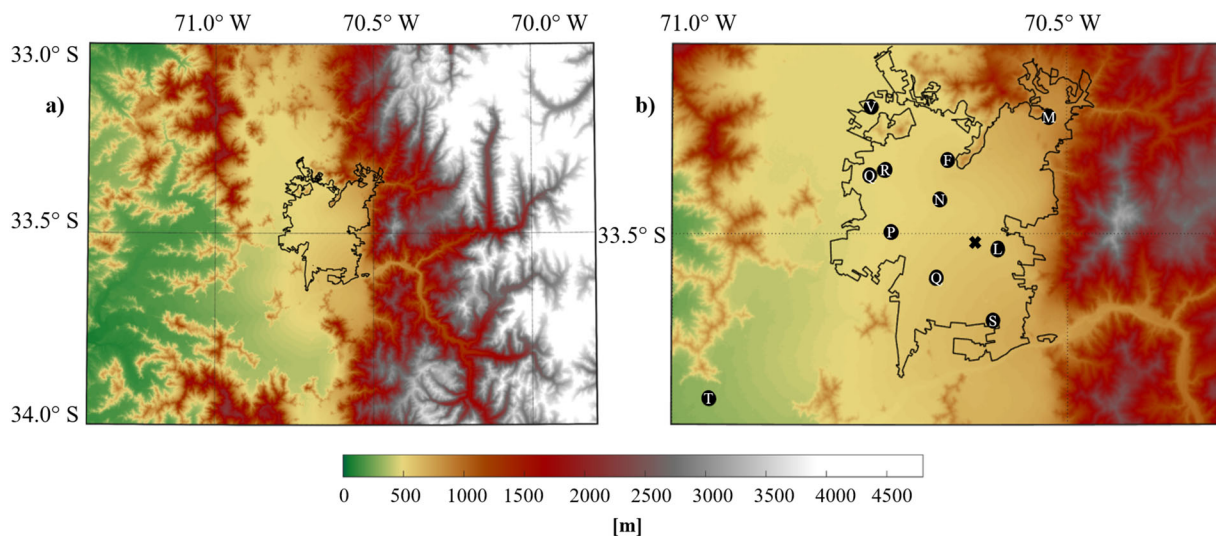 71.0° W
70.5° W
70.0° W
71.0° W
70.5° W
33.0° S
a)
33.5° S
34.0° S
b)
33.5° S
V
M
F
R
O
N
P
L
Q
S
T
0
500
1000
1500
2000
2500
3000
3500
4000
4500
[m]